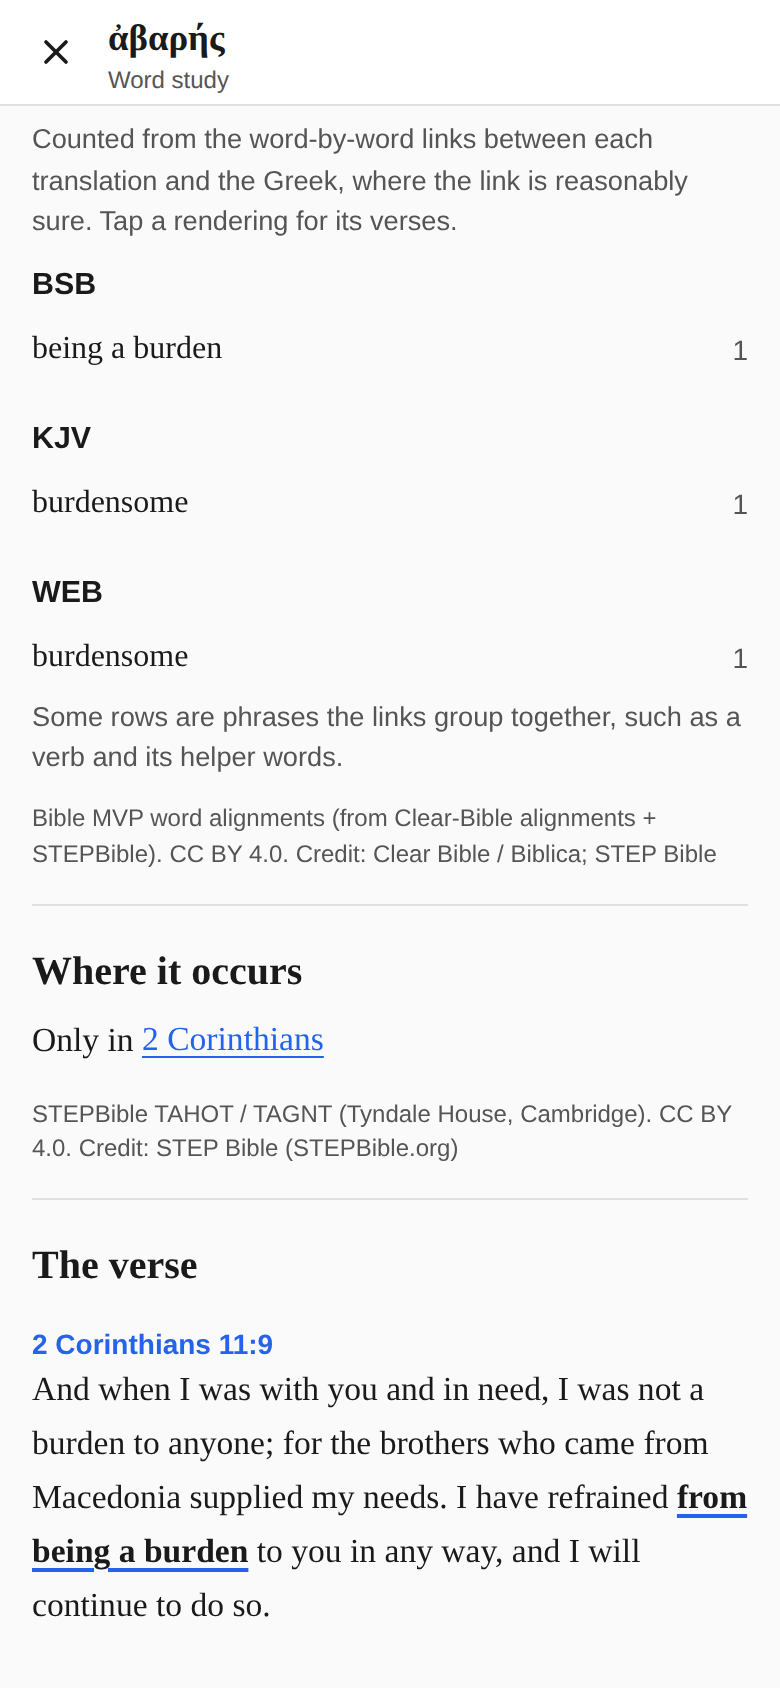 ἀβαρής
Word study
Counted from the word-by-word links between each
translation and the Greek, where the link is reasonably
sure. Tap a rendering for its verses.
BSB
being a burden 1
KJV
burdensome 1
WEB
burdensome 1
Some rows are phrases the links group together, such as a
verb and its helper words.
Bible MVP word alignments (from Clear-Bible alignments +
STEPBible). CC BY 4.0. Credit: Clear Bible / Biblica; STEP Bible
Where it occurs
Only in 2 Corinthians
STEPBible TAHOT / TAGNT (Tyndale House, Cambridge). CC BY
4.0. Credit: STEP Bible (STEPBible.org)
The verse
2 Corinthians 11:9
And when I was with you and in need, I was not a
burden to anyone; for the brothers who came from
Macedonia supplied my needs. I have refrained from
being a burden to you in any way, and I will
continue to do so.